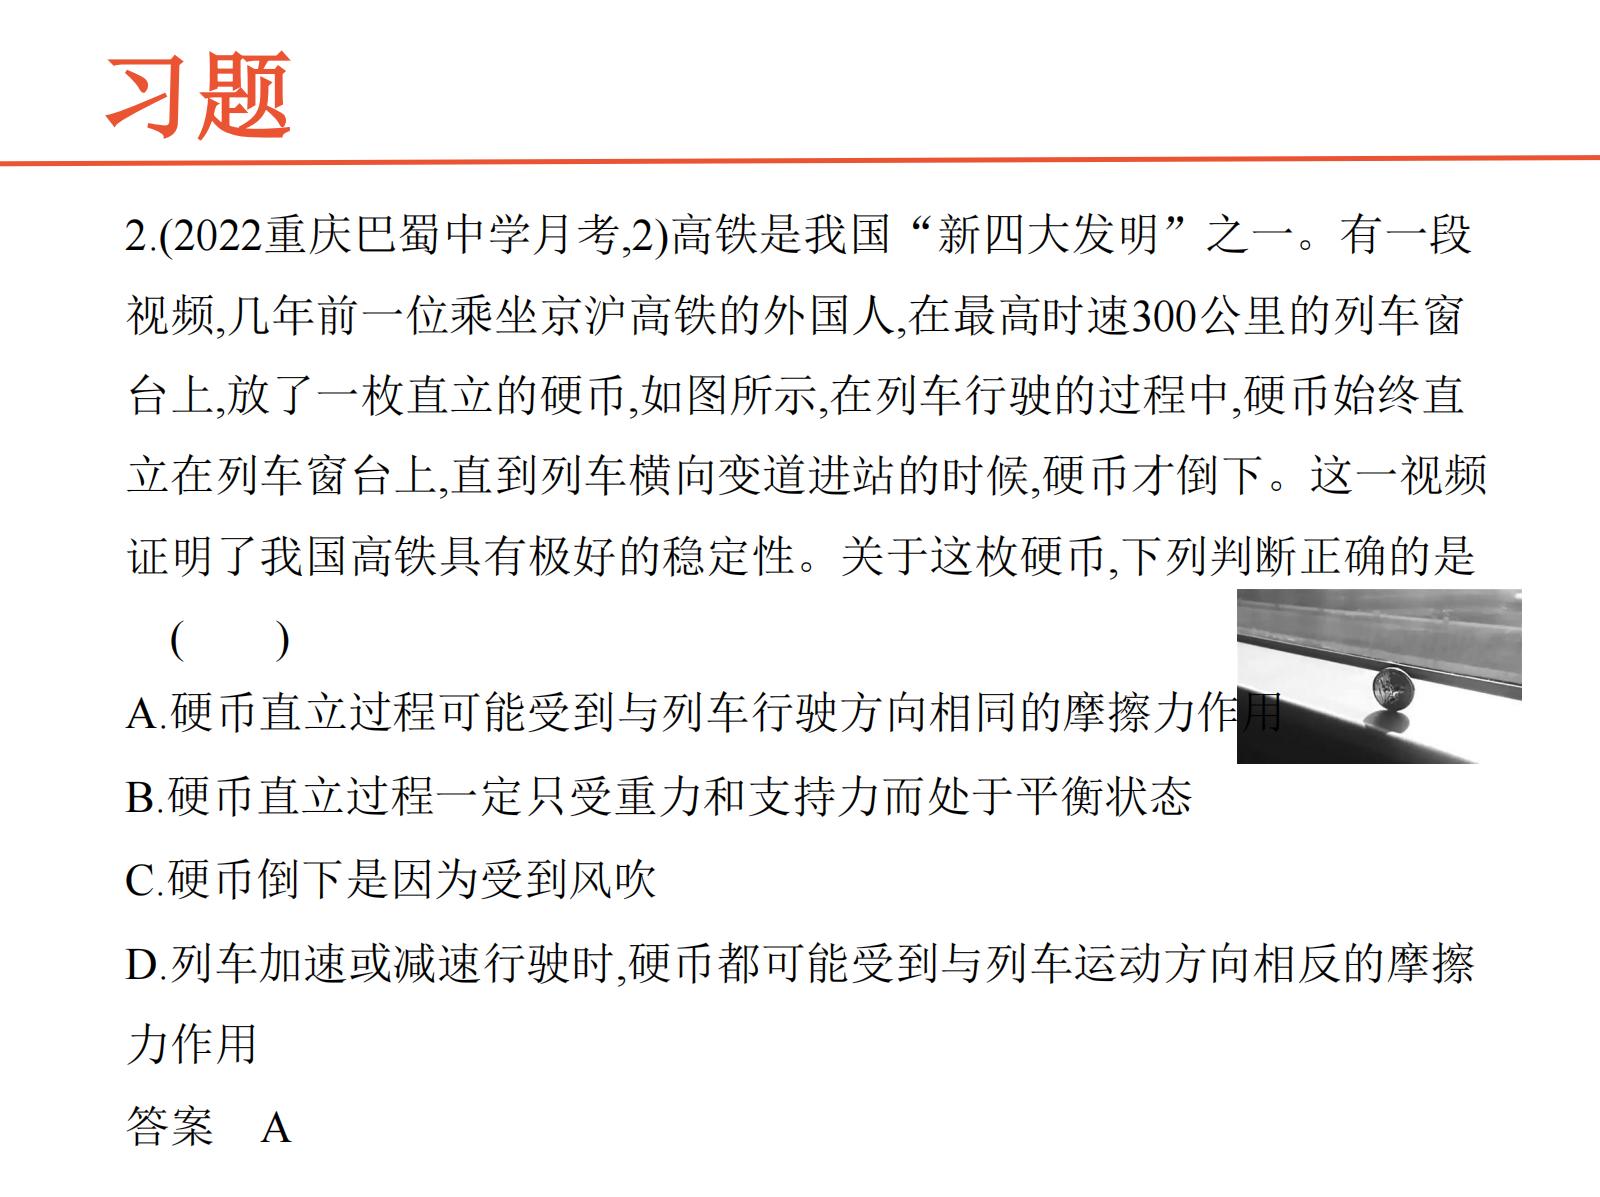 习题
2.(2022重庆巴蜀中学月考,2)高铁是我国“新四大发明”之一。有一段
视频,几年前一位乘坐京沪高铁的外国人,在最高时速300公里的列车窗
台上,放了一枚直立的硬币,如图所示,在列车行驶的过程中,硬币始终直
立在列车窗台上,直到列车横向变道进站的时候,硬币才倒下。这一视频
证明了我国高铁具有极好的稳定性。关于这枚硬币,下列判断正确的是
(　　)
A.硬币直立过程可能受到与列车行驶方向相同的摩擦力作用
B.硬币直立过程一定只受重力和支持力而处于平衡状态
C.硬币倒下是因为受到风吹
D.列车加速或减速行驶时,硬币都可能受到与列车运动方向相反的摩擦
力作用
答案　A